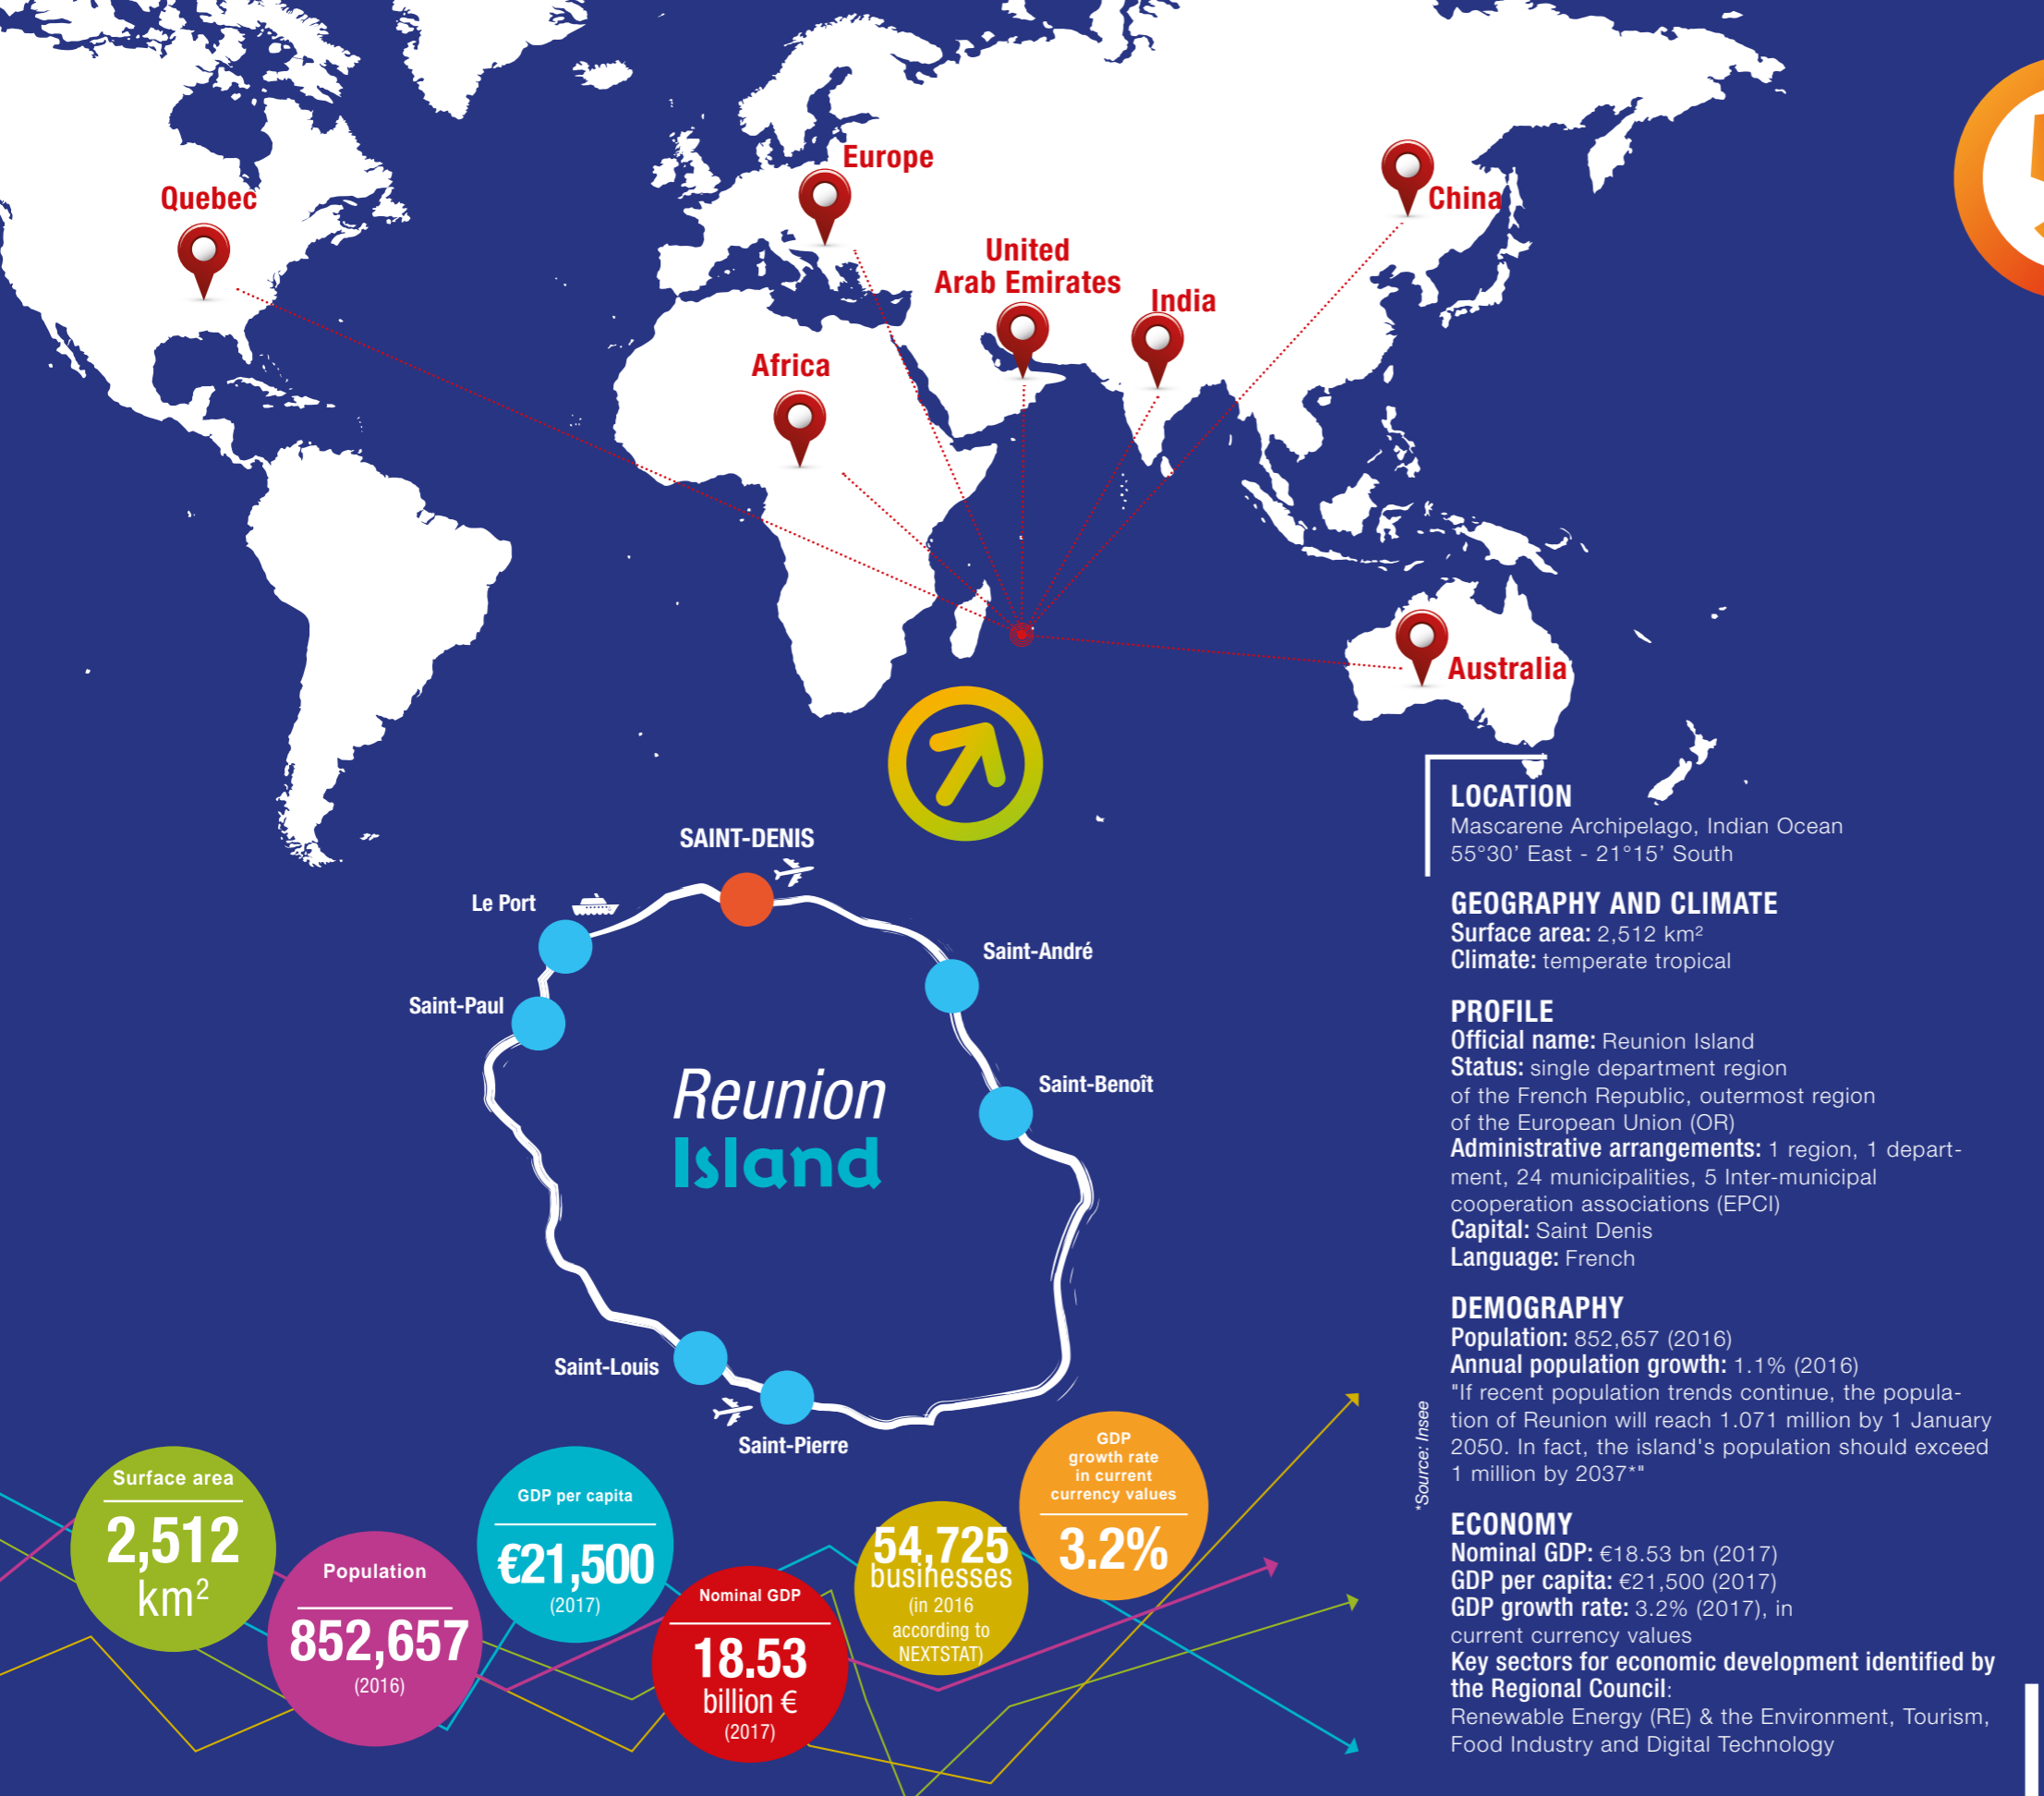 Europe
Quebec
China
United
Arab Emirates
India
Africa
Australia
SAINT-DENIS
Le Port
Saint-André
Saint-Paul
Saint-Benoît
Reunion
Island
Saint-Louis
Saint-Pierre
Surface area
2,512
km²
Population
852,657
(2016)
GDP per capita
€21,500
(2017)
Nominal GDP
18.53
billion €
(2017)
54,725
businesses
(in 2016
according to
NEXTSTAT)
GDP
growth rate
in current
currency values
3.2%
LOCATION
Mascarene Archipelago, Indian Ocean
55°30’ East - 21°15’ South
GEOGRAPHY AND CLIMATE
Surface area: 2,512 km²
Climate: temperate tropical
PROFILE
Official name: Reunion Island
Status: single department region
of the French Republic, outermost region
of the European Union (OR)
Administrative arrangements: 1 region, 1 depart-
ment, 24 municipalities, 5 Inter-municipal
cooperation associations (EPCI)
Capital: Saint Denis
Language: French
DEMOGRAPHY
Population: 852,657 (2016)
Annual population growth: 1.1% (2016)
"If recent population trends continue, the popula-
tion of Reunion will reach 1.071 million by 1 January
2050. In fact, the island's population should exceed
1 million by 2037*"
*Source: Insee
ECONOMY
Nominal GDP: €18.53 bn (2017)
GDP per capita: €21,500 (2017)
GDP growth rate: 3.2% (2017), in
current currency values
Key sectors for economic development identified by
the Regional Council:
Renewable Energy (RE) & the Environment, Tourism,
Food Industry and Digital Technology